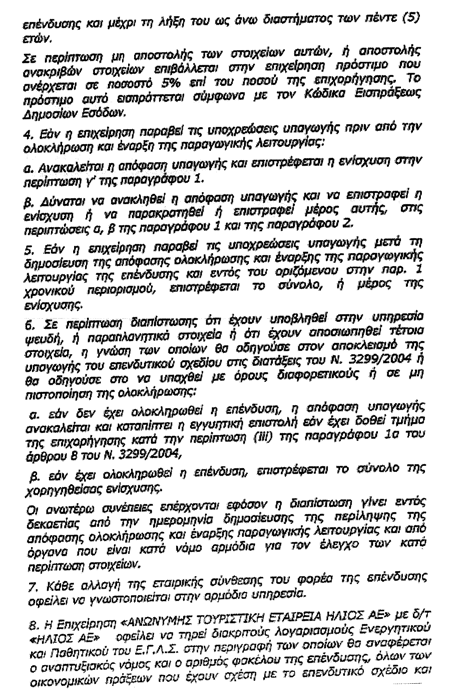 επένδυσης και μέχρι τη λήξη του ως άνω διαστήματος των πέντε (5)
ετών.
Σε περίπτωση μη αποστολής των στοιχείων αυτών, ή αποστολής
ανακριβών στοιχείων επιβάλλεται στην επιχείρηση πρόστιμο που
ανέρχεται σε ποσοστό 5% επί του ποσού της επιχορήγησης. Το
πρόστιμο αυτό εισπράττεται σύμφωνα με τον Κώδικα Εισπράξεως
Δημοσίων Εσόδων.
4. Εάν η επιχείρηση παραβεί τις υποχρεώσεις υπαγωγής πριν από την
ολοκλήρωση και έναρξη της παραγωγικής λειτουργίας:
α. Ανακαλείται η απόφαση υπαγωγής και επιστρέφεται η ενίσχυση στην
περίπτωση γ' της παραγράφου 1.
β. Δύναται να ανακληθεί η απόφαση υπαγωγής και να επιστραφεί η
ενίσχυση ή να παρακρατηθεί ή επιστραφεί μέρος αυτής, στις
περιπτώσεις α, β της παραγράφου 1 και της παραγράφου 2.
5. Εάν η επιχείρηση παραβεί τις υποχρεώσεις υπαγωγής μετά τη
δημοσίευση της απόφασης ολοκλήρωσης και έναρξης της παραγωγικής
λειτουργίας της επένδυσης και εντός του οριζόμενου στην παρ. 1
χρονικού περιορισμού, επιστρέφεται το σύνολο, ή μέρος της
ενίσχυσης.
6. Σε περίπτωση διαπίστωσης ότι έχουν υποβληθεί στην υπηρεσία
ψευδή, ή παραπλανητικά στοιχεία ή ότι έχουν αποσιωπηθεί τέτοια
στοιχεία, η γνώση των οποίων θα οδηγούσε στον αποκλεισμό της
υπαγωγής του επενδυτικού σχεδίου στις διατάξεις του Ν. 3299/2004 ή
θα οδηγούσε στο να υπαχθεί με όρους διαφορετικούς ή σε μη
πιστοποίηση της ολοκλήρωσης:
α. εάν δεν έχει ολοκληρωθεί η επένδυση, η απόφαση υπαγωγής
ανακαλείται και καταπίπτει η εγγυητική επιστολή εάν έχει δοθεί τμήμα
της επιχορήγησης κατά την περίπτωση (iii) της παραγράφου 1α του
άρθρου 8 του Ν. 3299/2004,
β. εάν έχει ολοκληρωθεί η επένδυση, επιστρέφεται το σύνολο της
χορηγηθείσας ενίσχυσης.
Οι ανωτέρω συνέπειες επέρχονται εφόσον η διαπίστωση γίνει εντός
δεκαετίας από την ημερομηνία δημοσίευσης της περίληψης της
απόφασης ολοκλήρωσης και έναρξης παραγωγικής λειτουργίας και από
όργανα που είναι κατά νόμο αρμόδια για τον έλεγχο των κατά
περίπτωση στοιχείων.
7. Κάθε αλλαγή της εταιρικής σύνθεσης του φορέα της επένδυσης
οφείλει να γνωστοποιείται στην αρμόδια υπηρεσία.
8. Η Επιχείρηση «ΑΝΩΝΥΜΗΣ ΤΟΥΡΙΣΤΙΚΗ ΕΤΑΙΡΕΙΑ ΗΛΙΟΣ ΑΕ» με δ/τ
«ΗΛΙΟΣ ΑΕ» οφείλει να τηρεί διακριτούς λογαριασμούς Ενεργητικού
και Παθητικού του Ε.Γ.Λ.Σ. στην περιγραφή των οποίων θα αναφέρεται
ο αναπτυξιακός νόμος και ο αριθμός φακέλου της επένδυσης, όλων των
οικονομικών πράξεων που έχουν σχέση με το επενδυτικό σχέδιο και